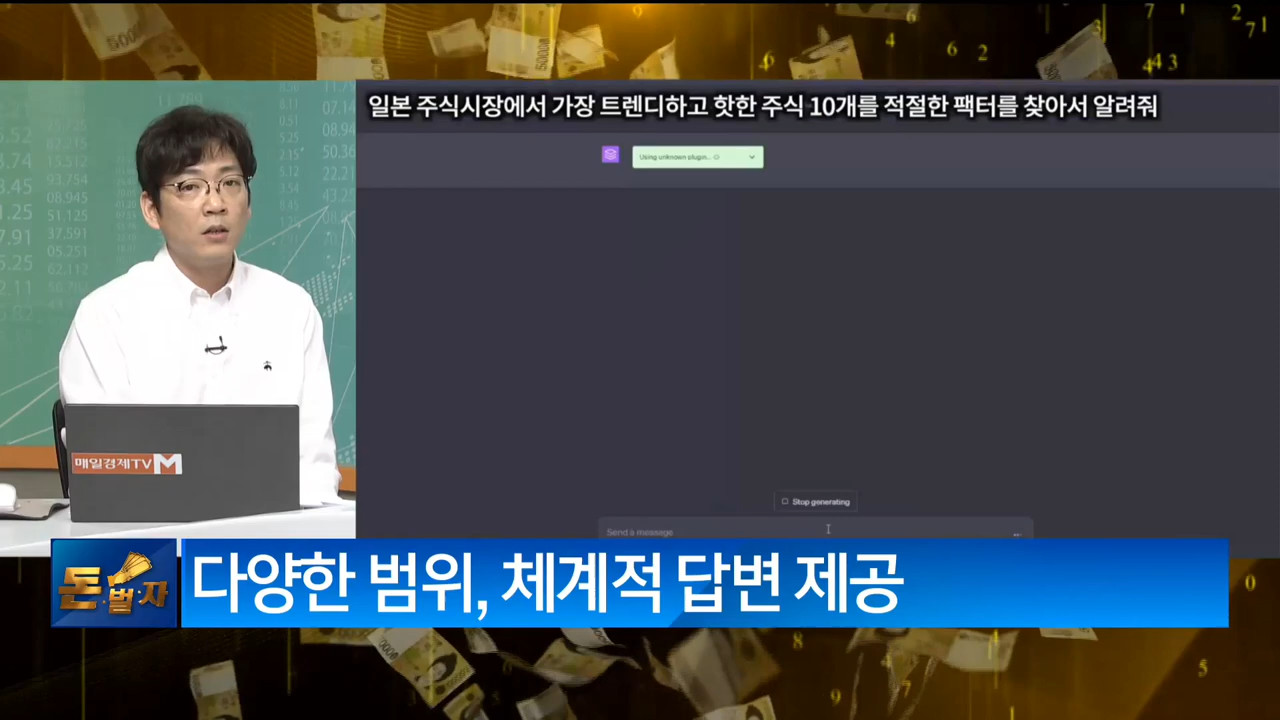 일본 주식시장에서 가장 트렌디하고 핫한 주식 10개를 적절한 팩터를 찾아서 알려줘
Using unknown plugin...
Stop generating
Send a message
매일경제TV M
돈.벌.자
다양한 범위, 체계적 답변 제공